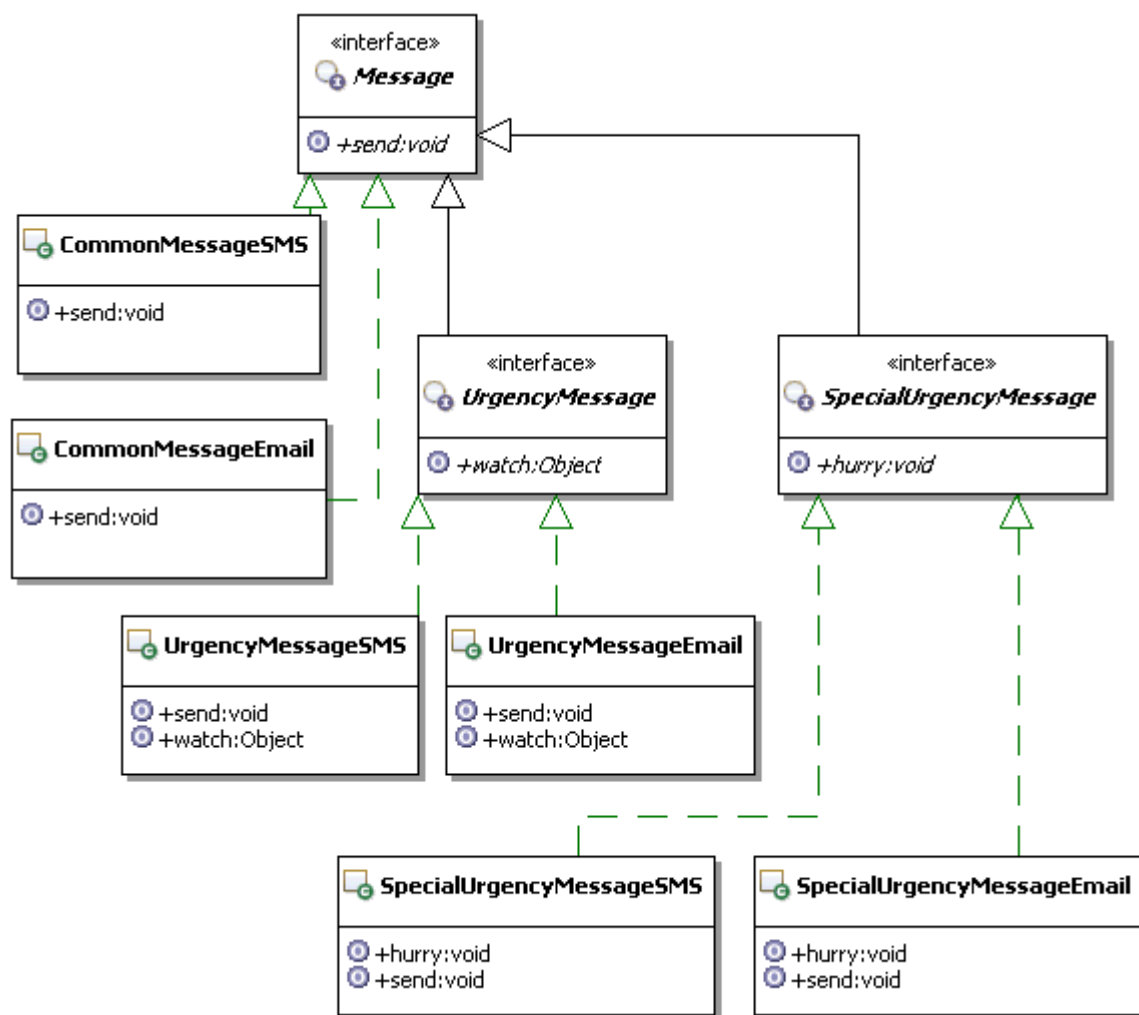 «interface»
Message
+send:void
CommonMessageSMS
+send:void
«interface»
UrgencyMessage
+watch:Object
«interface»
SpecialUrgencyMessage
+hurry:void
CommonMessageEmail
+send:void
UrgencyMessageSMS
+send:void
+watch:Object
UrgencyMessageEmail
+send:void
+watch:Object
SpecialUrgencyMessageSMS
+hurry:void
+send:void
SpecialUrgencyMessageEmail
+hurry:void
+send:void